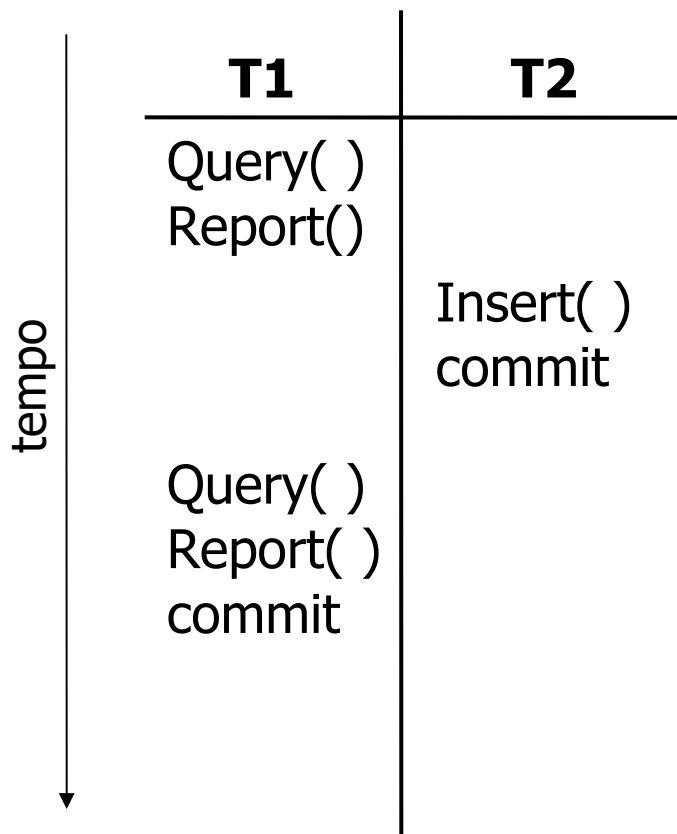 T1 T2
Query( )
Report()
Insert( )
commit
tempo
Query( )
Report( )
commit